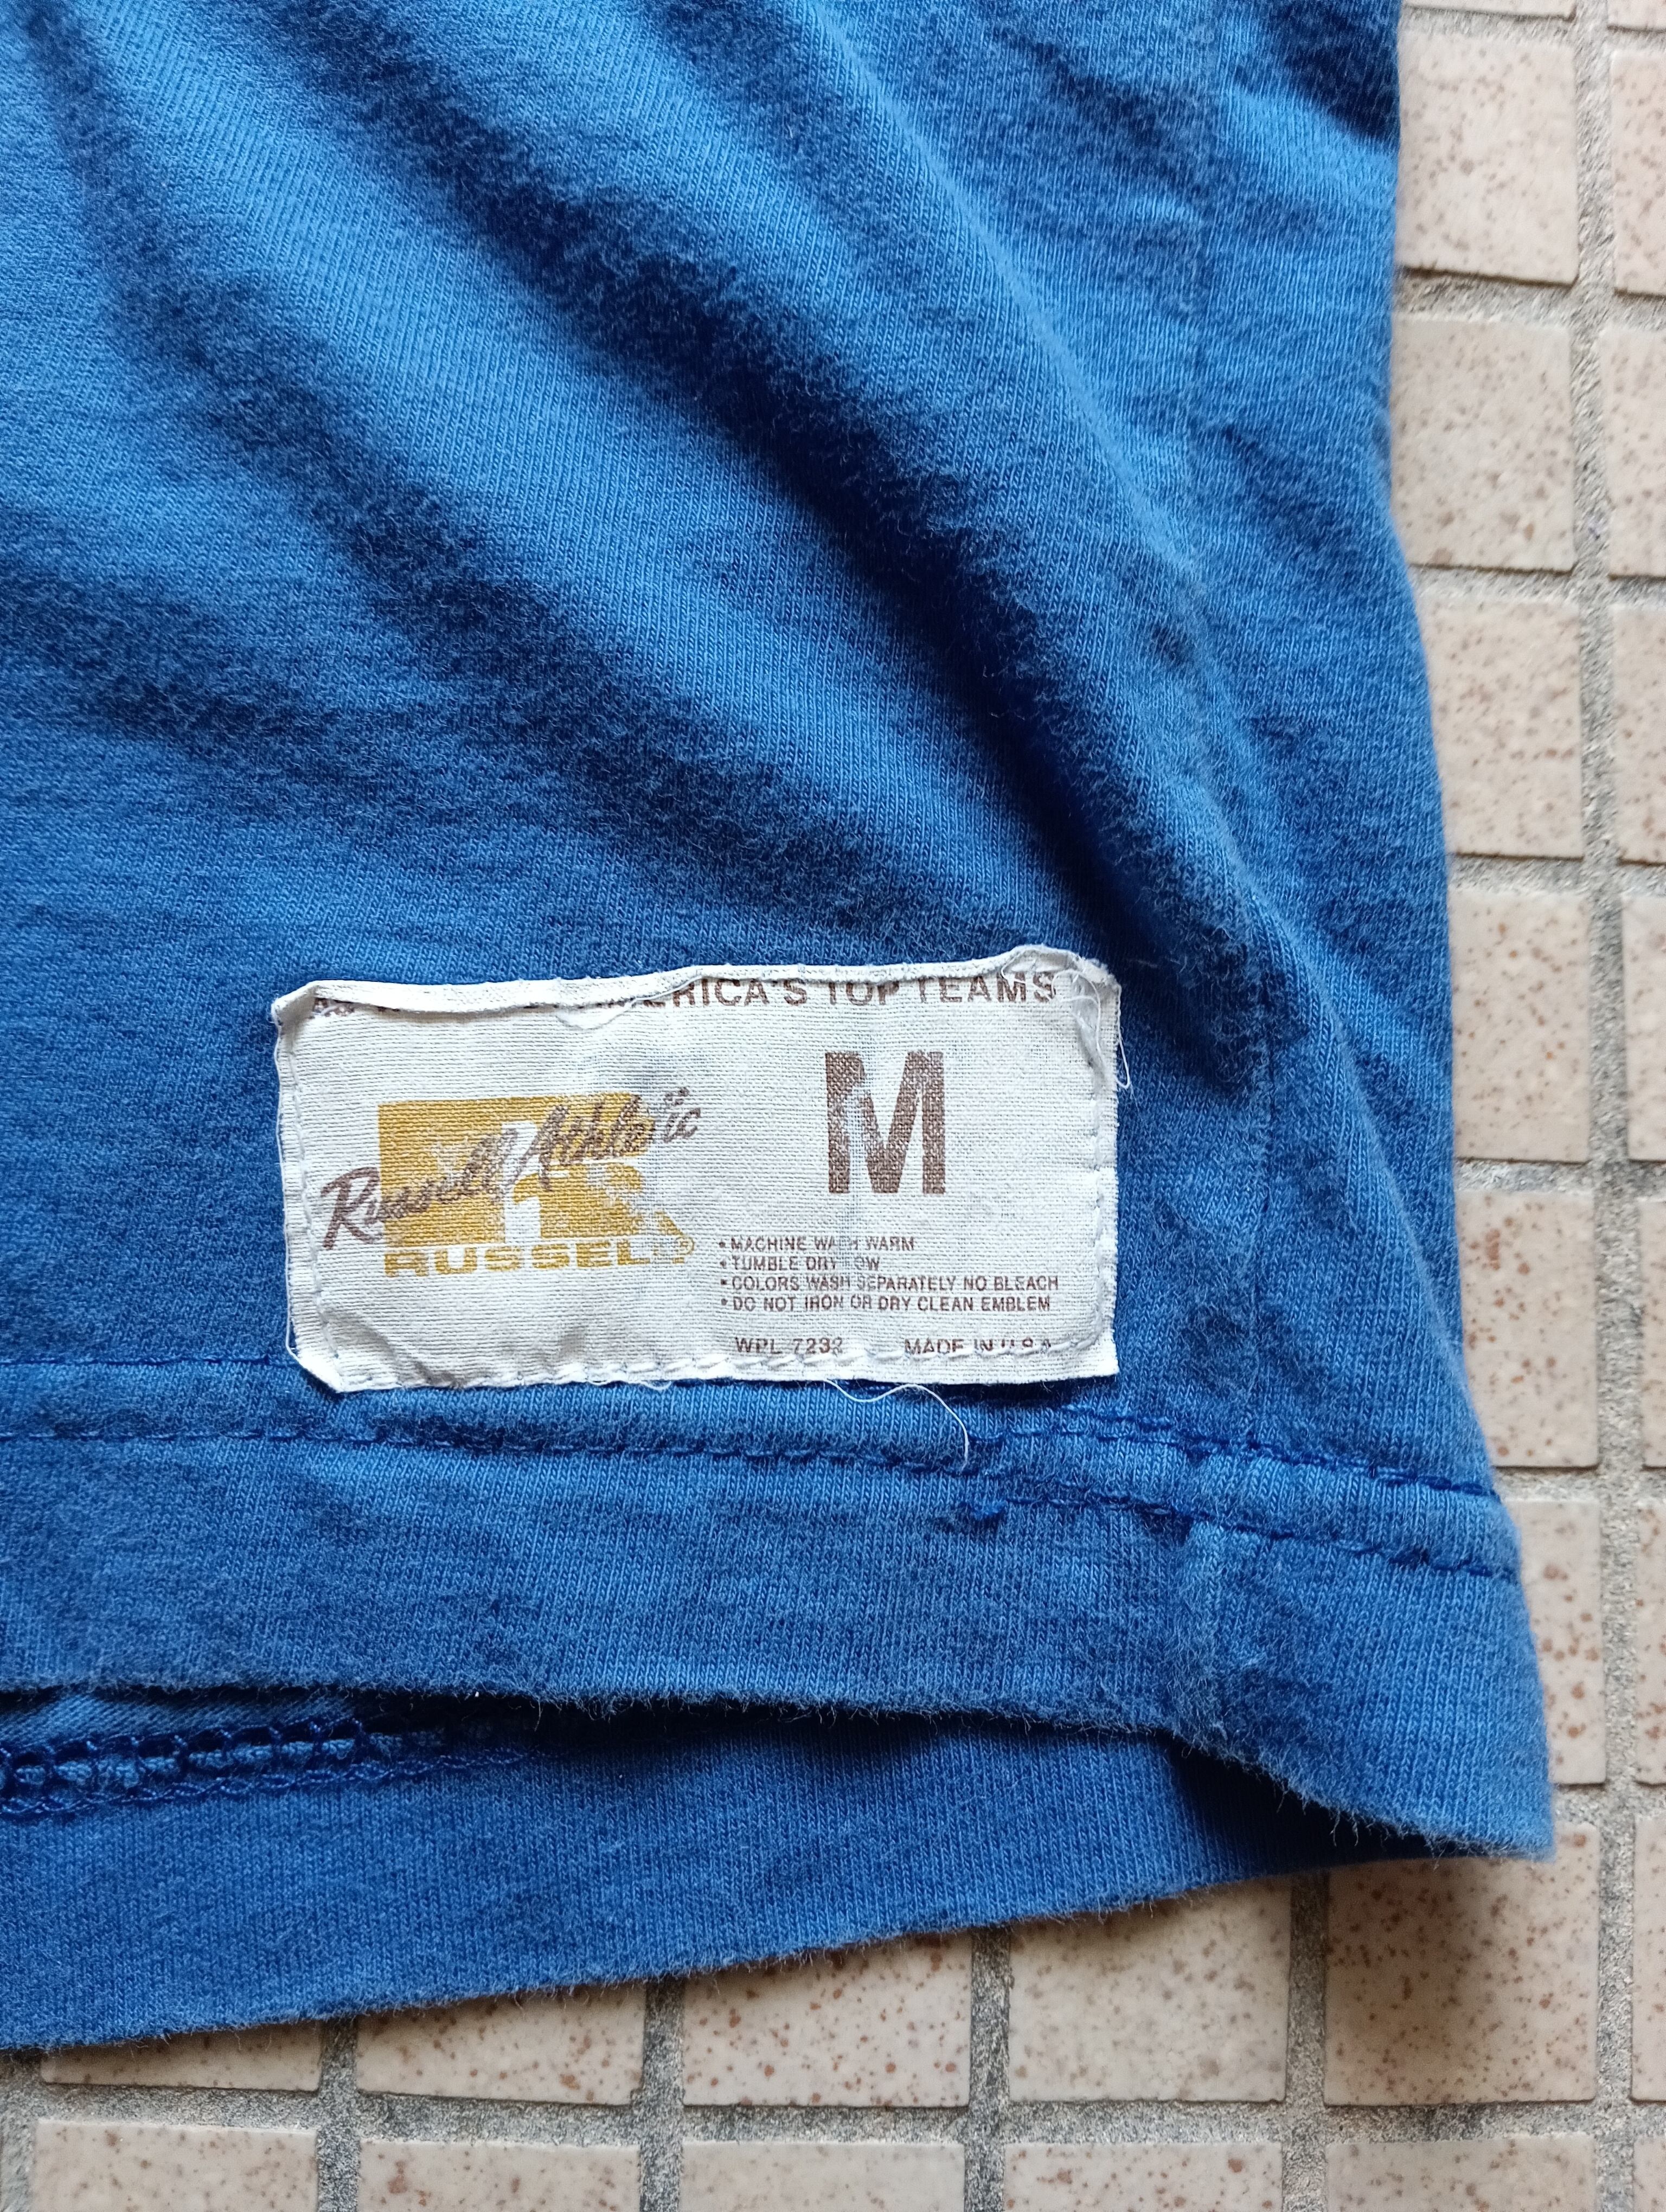 AMERICA'S TOP TEAMS
Russell Athletic
R
RUSSELL®
M
• MACHINE WASH WARM
• TUMBLE DRY LOW
• COLORS WASH SEPARATELY NO BLEACH
• DO NOT IRON OR DRY CLEAN EMBLEM
WPL 7232 MADE IN U.S.A.